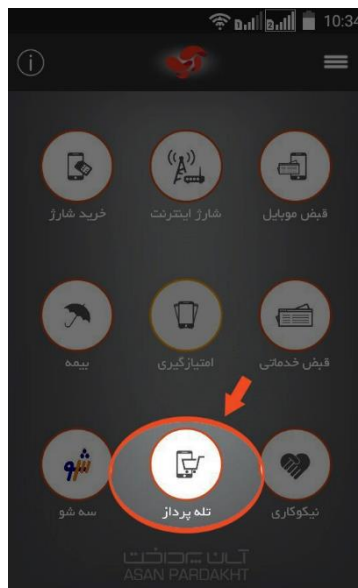 10:34
قبض موبایل
شارژ اینترنت
خرید شارژ
قبض خدماتی
امتیازگیری
بیمه
نیکوکاری
تله پرداز
سه شو
آسان پرداخت
ASAN PARDAKHT